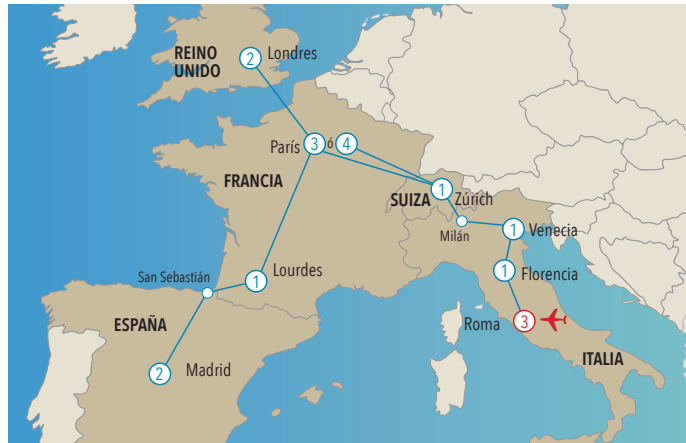 REINO
UNIDO
2 Londres
París 3 ó 4
FRANCIA
SUIZA
1 Zúrich
Milán
1 Venecia
1 Florencia
Roma 3
ITALIA
San Sebastián
1 Lourdes
ESPAÑA
2 Madrid